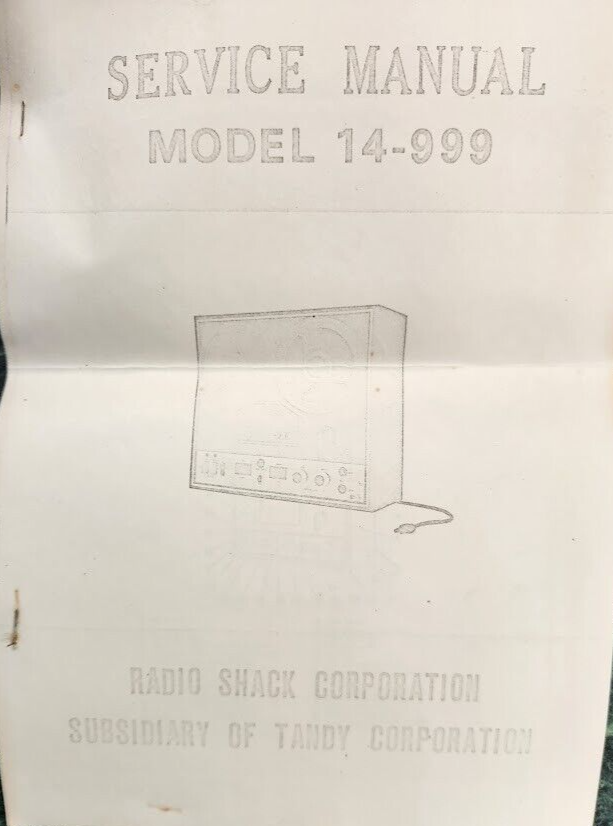 SERVICE MANUAL
MODEL 14-999
RADIO SHACK CORPORATION
SUBSIDIARY OF TANDY CORPORATION